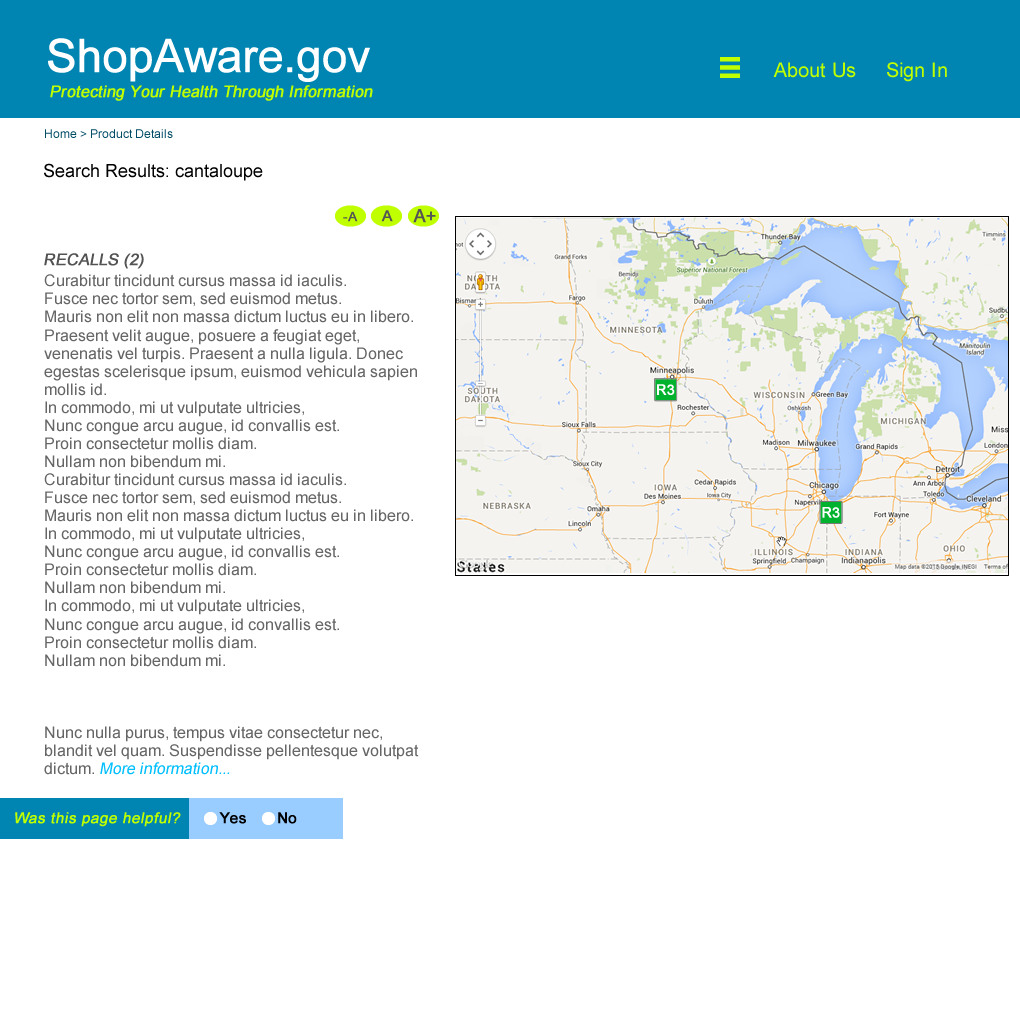 ShopAware.gov
Protecting Your Health Through Information
About Us
Sign In
Home > Product Details
Search Results: cantaloupe
-A
A
A+
RECALLS (2)
Curabitur tincidunt cursus massa id iaculis.
Fusce nec tortor sem, sed euismod metus.
Mauris non elit non massa dictum luctus eu in libero.
Praesent velit augue, posuere a feugiat eget,
venenatis vel turpis. Praesent a nulla ligula. Donec
egestas scelerisque ipsum, euismod vehicula sapien
mollis id.
In commodo, mi ut vulputate ultricies,
Nunc congue arcu augue, id convallis est.
Proin consectetur mollis diam.
Nullam non bibendum mi.
Curabitur tincidunt cursus massa id iaculis.
Fusce nec tortor sem, sed euismod metus.
Mauris non elit non massa dictum luctus eu in libero.
In commodo, mi ut vulputate ultricies,
Nunc congue arcu augue, id convallis est.
Proin consectetur mollis diam.
Nullam non bibendum mi.
In commodo, mi ut vulputate ultricies,
Nunc congue arcu augue, id convallis est.
Proin consectetur mollis diam.
Nullam non bibendum mi.
Nunc nulla purus, tempus vitae consectetur nec,
blandit vel quam. Suspendisse pellentesque volutpat
dictum. More information...
Was this page helpful?
Yes
No
Thunder Bay
Timmins
Grand Forks
Superior National Forest
Bemidji
NORTH
DAKOTA
Bismar
Fargo
Duluth
Sudbu
MINNESOTA
Manitoulin
Island
Minneapolis
R3
SOUTH
DAKOTA
WISCONSIN
Green Bay
Rochester
Oshkosh
MICHIGAN
Sioux Falls
Miss
Madison
Milwaukee
Grand Rapids
London
Sioux City
Detroit
Ann Arbor
IOWA
Cedar Rapids
Chicago
Des Moines
Iowa City
Toledo
Cleveland
NEBRASKA
Omaha
Naperville
R3
Fort Wayne
Lincoln
ILLINOIS
INDIANA
OHIO
Springfield
Champaign
Indianapolis
States
Map data ©2015 Google, INEGI
Terms of